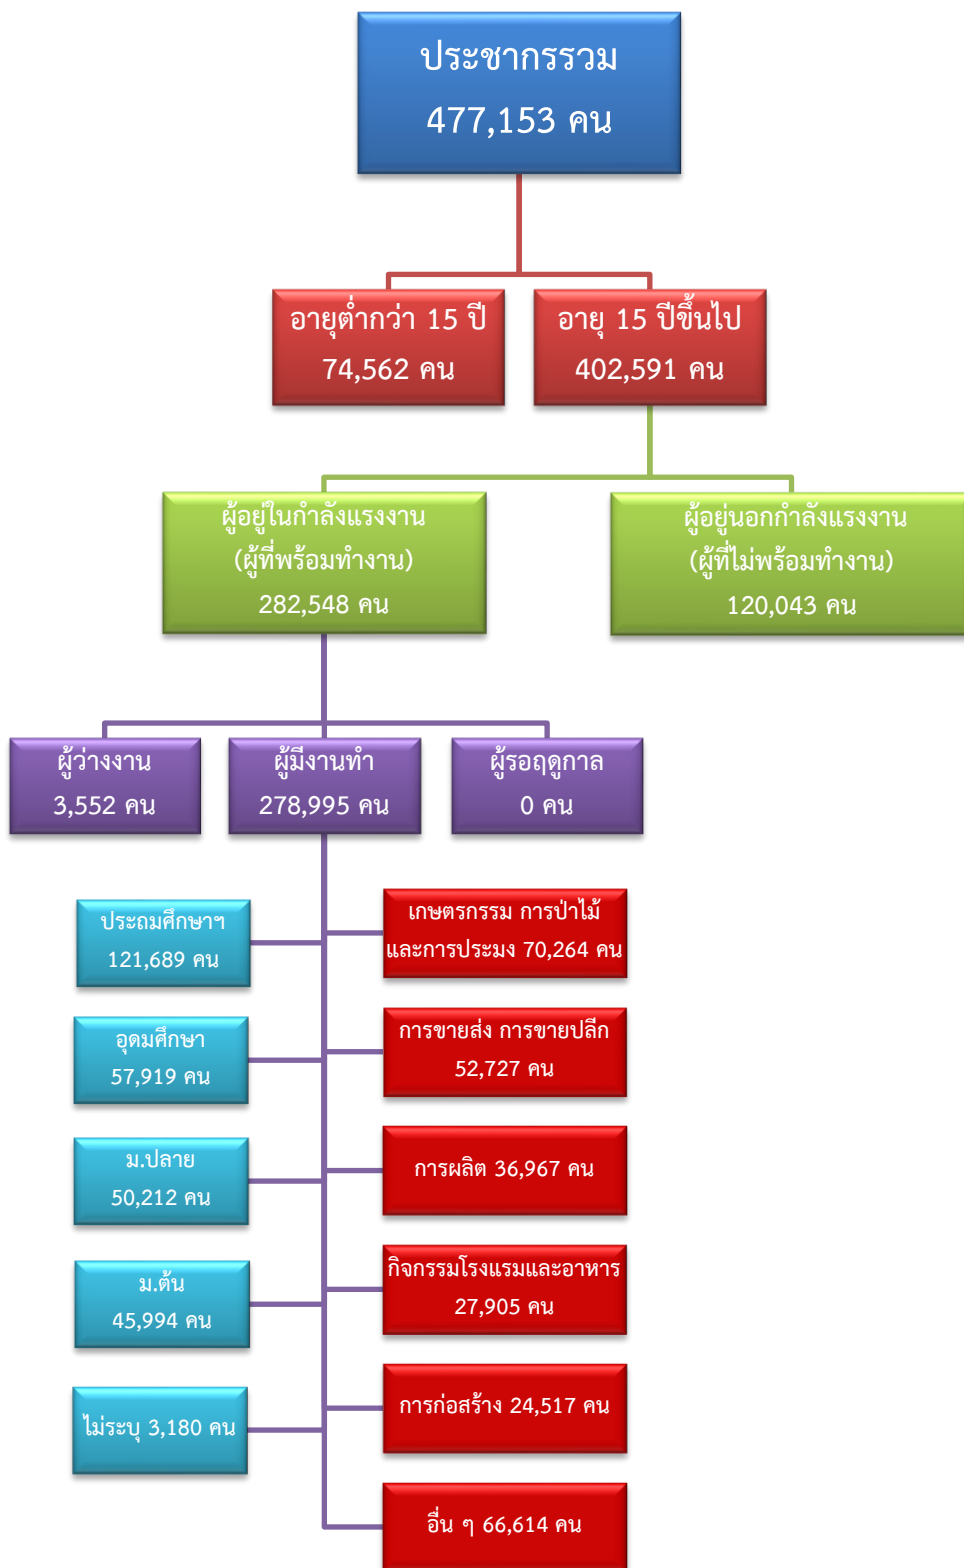 ประชากรรวม
477,153 คน
อายุต่ำกว่า 15 ปี
74,562 คน
อายุ 15 ปีขึ้นไป
402,591 คน
ผู้อยู่ในกำลังแรงงาน
(ผู้ที่พร้อมทำงาน)
282,548 คน
ผู้อยู่นอกกำลังแรงงาน
(ผู้ที่ไม่พร้อมทำงาน)
120,043 คน
ผู้ว่างงาน
3,552 คน
ผู้มีงานทำ
278,995 คน
ผู้รอฤดูกาล
0 คน
ประถมศึกษาฯ
121,689 คน
อุดมศึกษา
57,919 คน
ม.ปลาย
50,212 คน
ม.ต้น
45,994 คน
ไม่ระบุ 3,180 คน
เกษตรกรรม การป่าไม้
และการประมง 70,264 คน
การขายส่ง การขายปลีก
52,727 คน
การผลิต 36,967 คน
กิจกรรมโรงแรมและอาหาร
27,905 คน
การก่อสร้าง 24,517 คน
อื่น ๆ 66,614 คน